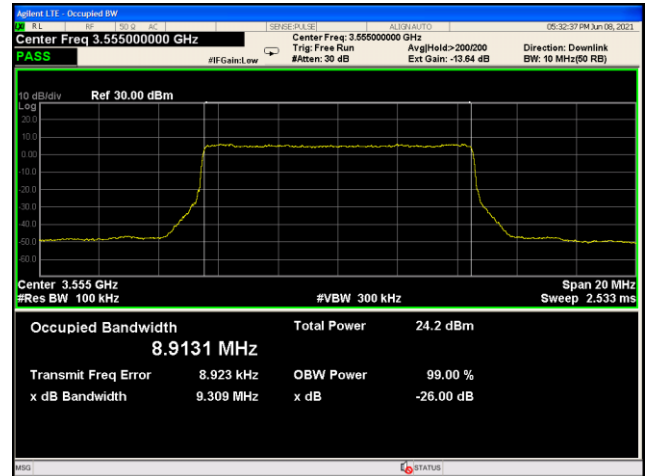 Agilent LTE - Occupied BW
RL RF 50 Ω AC SENSE:PULSE ALIGNAUTO 05:32:37 PM Jun 08, 2021
Center Freq 3.555000000 GHz
Center Freq: 3.555000000 GHz
Trig: Free Run Avg|Hold:>200/200 Direction: Downlink
PASS #IFGain:Low #Atten: 30 dB Ext Gain: -13.64 dB BW: 10 MHz(50 RB)
10 dB/div Ref 30.00 dBm
Log
20.0
10.0
0.00
-10.0
-20.0
-30.0
-40.0
-50.0
-60.0
Center 3.555 GHz Span 20 MHz
#Res BW 100 kHz #VBW 300 kHz Sweep 2.533 ms
Occupied Bandwidth Total Power 24.2 dBm
8.9131 MHz
Transmit Freq Error 8.923 kHz OBW Power 99.00 %
x dB Bandwidth 9.309 MHz x dB -26.00 dB
MSG STATUS